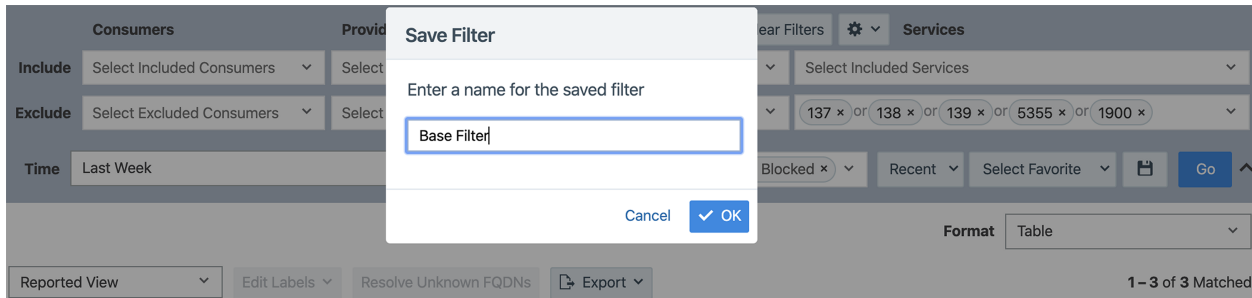 Consumers Provid ear Filters Services
Save Filter
Include Select Included Consumers Select Select Included Services
Enter a name for the saved filter
Exclude Select Excluded Consumers Select 137 × or 138 × or 139 × or 5355 × or 1900 ×
Base Filter
Time Last Week Blocked × Recent Select Favorite Go
Cancel OK
Format Table
Reported View Edit Labels Resolve Unknown FQDNs Export 1 – 3 of 3 Matched